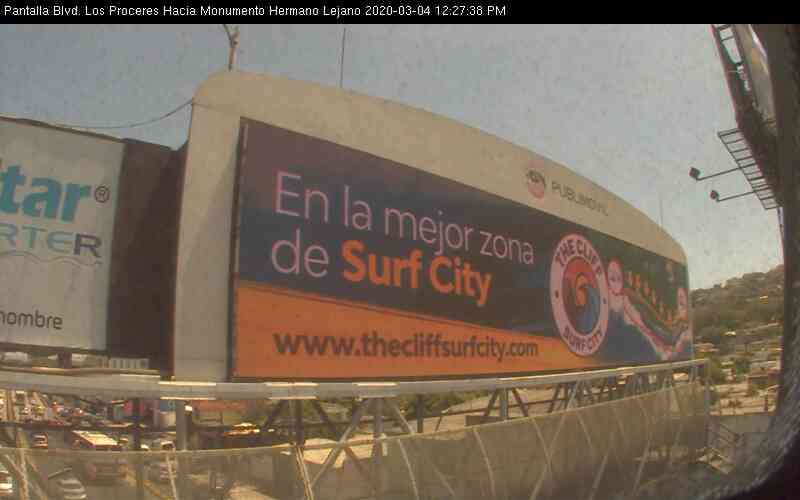 Pantalla Blvd. Los Proceres Hacia Monumento Hermano Lejano 2020-03-04 12:27:38 PM
PUBLIMOVIL
tar®
RTER
nombre
En la mejor zona
de Surf City
www.thecliffsurfcity.com
THE CLIFF
SURF CITY